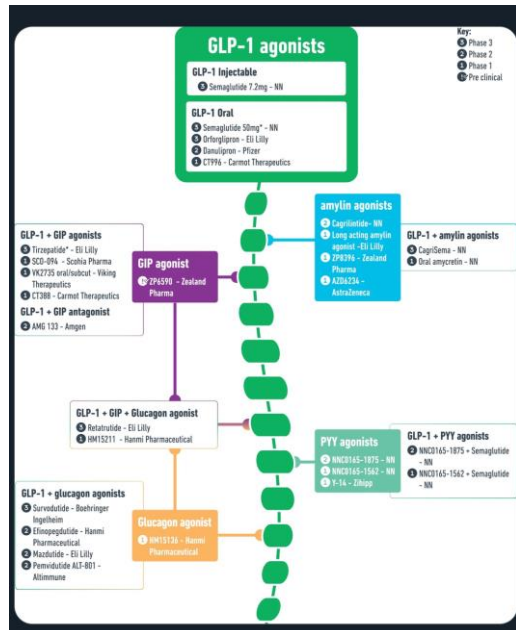 GLP-1 agonists
GLP-1 Injectable
3 Semaglutide 7.2mg - NN
GLP-1 Oral
3 Semaglutide 50mg* - NN
3 Orforglipron - Eli Lilly
2 Danulipron - Pfizer
1 CT996 - Carmot Therapeutics
Key:
3 Phase 3
2 Phase 2
1 Phase 1
Pre clinical
amylin agonists
2 Cagrilintide- NN
1 Long acting amylin
agonist -Eli Lilly
1 ZP8396 - Zealand
Pharma
1 AZD6234 -
AstraZeneca
GLP-1 + amylin agonists
3 CagriSema - NN
1 Oral amycretin - NN
GLP-1 + GIP agonists
3 Tirzepatide* - Eli Lilly
1 SCO-094 - Scohia Pharma
1 VK2735 oral/subcut - Viking
Therapeutics
1 CT388 - Carmot Therapeutics
GLP-1 + GIP antagonist
2 AMG 133 - Amgen
GIP agonist
ZP6590 - Zealand
Pharma
GLP-1 + GIP + Glucagon agonist
3 Retatrutide - Eli Lilly
1 HM15211 - Hanmi Pharmaceutical
PYY agonists
2 NNC0165-1875 - NN
1 NNC0165-1562 - NN
1 Y-14 - Zihipp
GLP-1 + PYY agonists
2 NNC0165-1875 + Semaglutide
- NN
1 NNC0165-1562 + Semaglutide
- NN
GLP-1 + glucagon agonists
3 Survodutide - Boehringer
Ingelheim
2 Efinopegdutide - Hanmi
Pharmaceutical
2 Mazdutide - Eli Lilly
2 Pemvidutide ALT-801 -
Altimmune
Glucagon agonist
1 HM15136 - Hanmi
Pharmaceutical